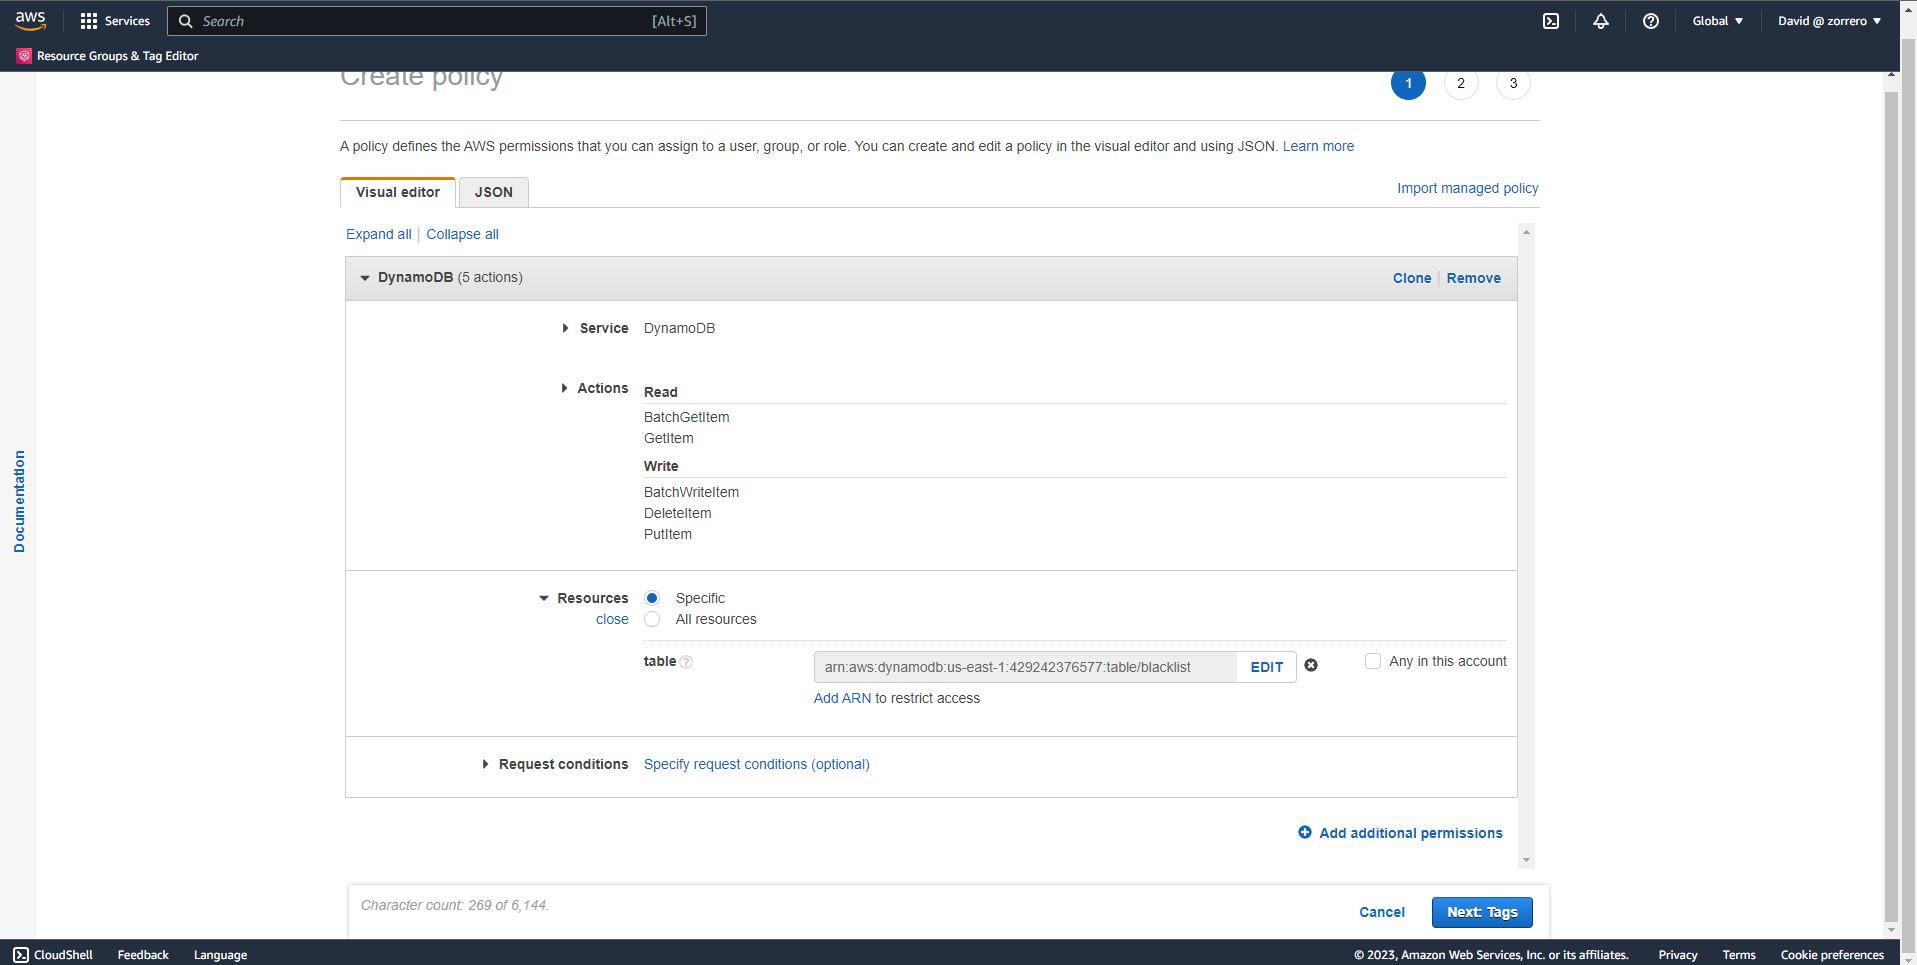 aws
Services
Search
[Alt+S]
Global
David @ zorrero
Resource Groups & Tag Editor
Create policy
1
2
3
A policy defines the AWS permissions that you can assign to a user, group, or role. You can create and edit a policy in the visual editor and using JSON. Learn more
Visual editor
JSON
Import managed policy
Expand all
Collapse all
DynamoDB (5 actions)
Clone
Remove
Service
DynamoDB
Actions
Read
BatchGetItem
GetItem
Write
BatchWriteItem
DeleteItem
PutItem
Documentation
Resources
close
Specific
All resources
table
arn:aws:dynamodb:us-east-1:429242376577:table/blacklist
EDIT
Any in this account
Add ARN to restrict access
Request conditions
Specify request conditions (optional)
Add additional permissions
Character count: 269 of 6,144.
Cancel
Next: Tags
CloudShell
Feedback
Language
© 2023, Amazon Web Services, Inc. or its affiliates.
Privacy
Terms
Cookie preferences